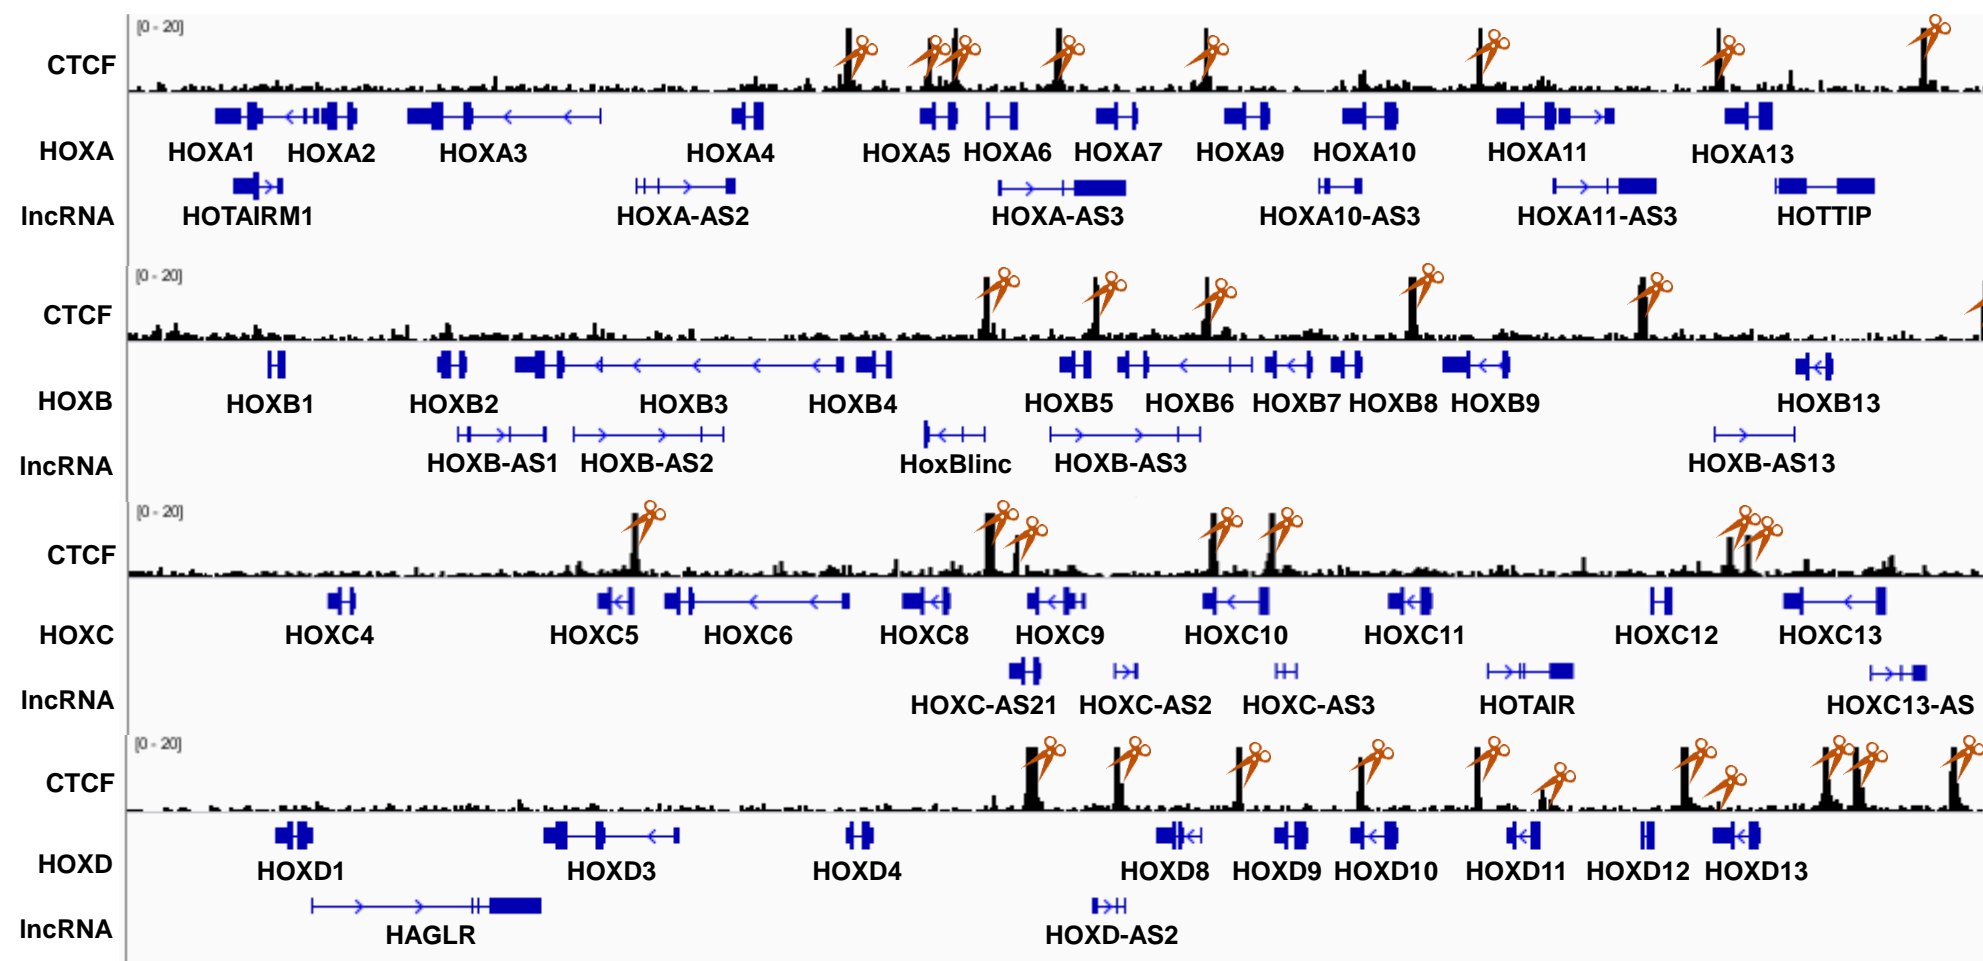 [0 - 20]
CTCF
HOXA HOXA1 HOXA2 HOXA3 HOXA4 HOXA5 HOXA6 HOXA7 HOXA9 HOXA10 HOXA11 HOXA13
lncRNA HOTAIRM1 HOXA-AS2 HOXA-AS3 HOXA10-AS3 HOXA11-AS3 HOTTIP
[0 - 20]
CTCF
HOXB HOXB1 HOXB2 HOXB3 HOXB4 HOXB5 HOXB6 HOXB7 HOXB8 HOXB9 HOXB13
lncRNA HOXB-AS1 HOXB-AS2 HoxBlinc HOXB-AS3 HOXB-AS13
[0 - 20]
CTCF
HOXC HOXC4 HOXC5 HOXC6 HOXC8 HOXC9 HOXC10 HOXC11 HOXC12 HOXC13
lncRNA HOXC-AS21 HOXC-AS2 HOXC-AS3 HOTAIR HOXC13-AS
[0 - 20]
CTCF
HOXD HOXD1 HOXD3 HOXD4 HOXD8 HOXD9 HOXD10 HOXD11 HOXD12 HOXD13
lncRNA HAGLR HOXD-AS2